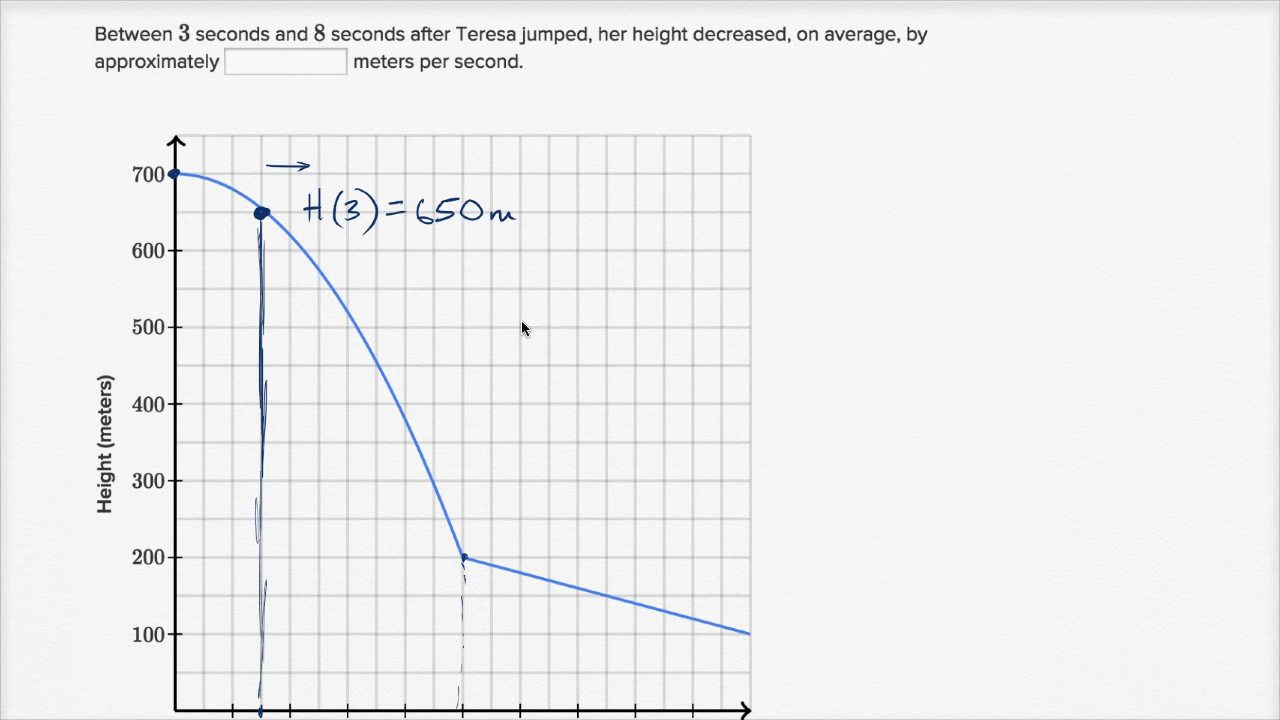 Between 3 seconds and 8 seconds after Teresa jumped, her height decreased, on average, by
approximately meters per second.
700
H(3)=650m
600
500
400
Height (meters)
300
200
100